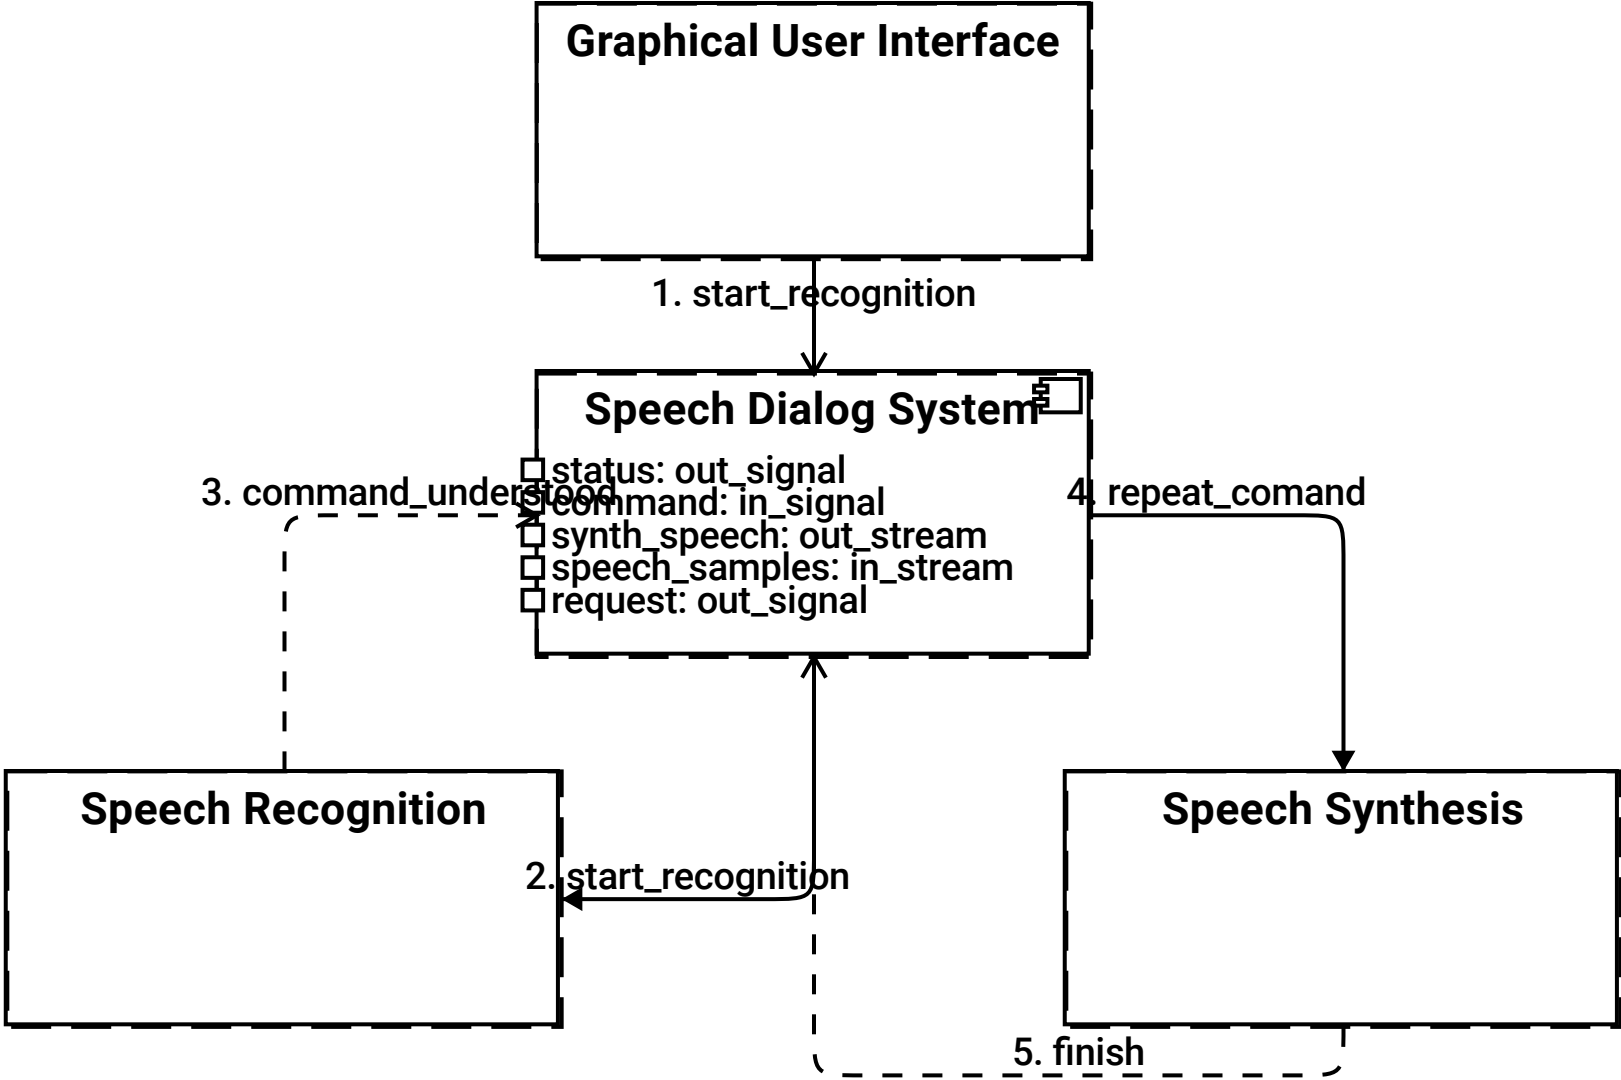 Graphical User Interface
1. start_recognition
Speech Dialog System
status: out_signal
3. command_understood
command: in_signal
4. repeat_comand
synth_speech: out_stream
speech_samples: in_stream
request: out_signal
Speech Recognition
Speech Synthesis
2. start_recognition
5. finish